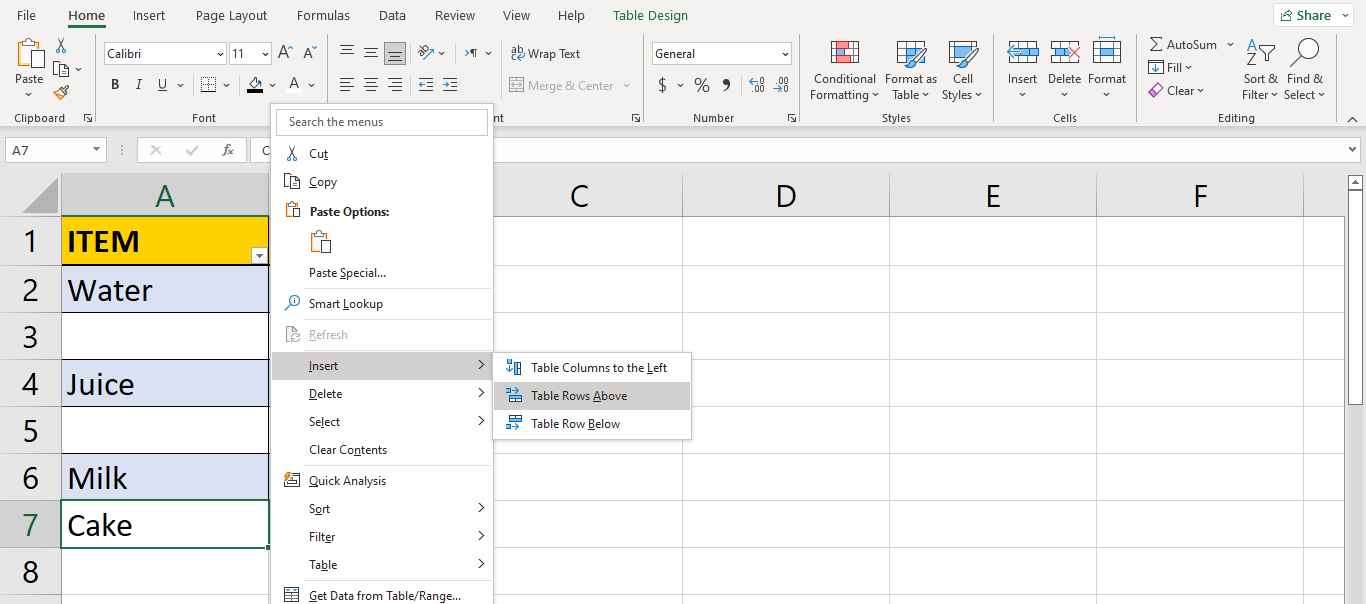 File Home Insert Page Layout Formulas Data Review View Help Table Design Share
Calibri 11 ab Wrap Text General AutoSum
Paste Conditional Format as Cell Insert Delete Format Fill Sort & Find &
B I U A Merge & Center $ % Formatting Table Styles Clear Filter Select
Clipboard Font nt Number Styles Cells Editing
A7 fx C
A C D E F
1 ITEM
2 Water
3
4 Juice
5
6 Milk
7 Cake
8
Search the menus
Cut
Copy
Paste Options:
Paste Special...
Smart Lookup
Refresh
Insert
Delete
Select
Clear Contents
Quick Analysis
Sort
Filter
Table
Get Data from Table/Range...
Table Columns to the Left
Table Rows Above
Table Row Below